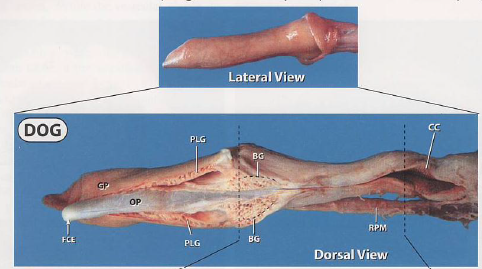 Lateral View
DOG
PLG
BG
CC
GP
OP
FCE
PLG
BG
RPM
Dorsal View